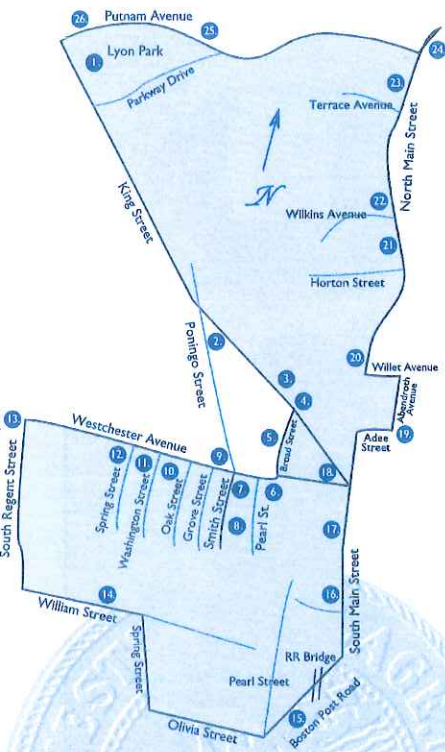 26.
Putnam Avenue
25.
24.
Lyon Park
1.
Parkway Drive
23.
Terrace Avenue
North Main Street
N
King Street
22.
Wilkins Avenue
21.
Horton Street
2.
Poningo Street
20.
Willet Avenue
3.
Abendroth
Avenue
4.
19.
Adee
Street
13.
Westchester Avenue
9.
5.
Broad Street
18.
South Regent Street
12.
11.
10.
7.
6.
Spring Street
Washington Street
Oak Street
Grove Street
Smith Street
8.
Pearl St.
17.
South Main Street
14.
William Street
16.
Spring Street
RR Bridge
Pearl Street
15.
Boston Post Road
Olivia Street